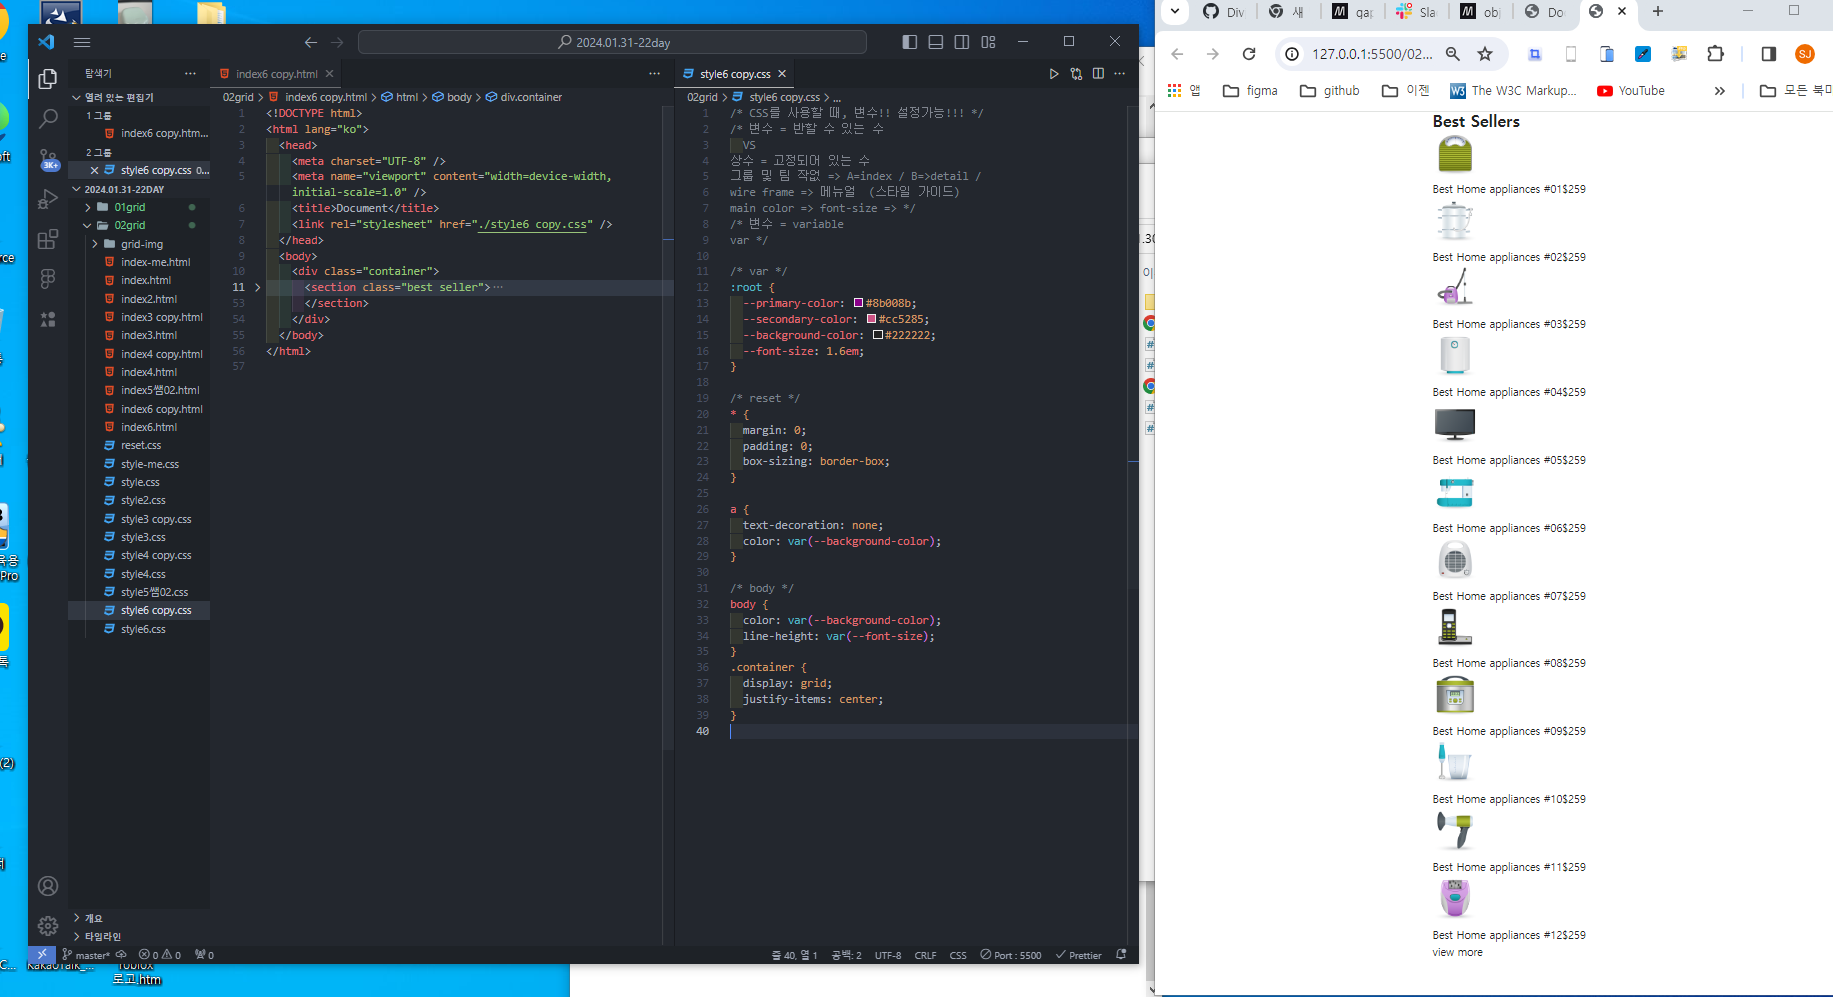 2024.01.31-22day
탐색기
열려 있는 편집기
1 그룹
index6 copy.htm...
2 그룹
style6 copy.css 0...
2024.01.31-22DAY
01grid
02grid
grid-img
index-me.html
index.html
index2.html
index3 copy.html
index3.html
index4 copy.html
index4.html
index5쌤02.html
index6 copy.html
index6.html
reset.css
style-me.css
style.css
style2.css
style3 copy.css
style3.css
style4 copy.css
style4.css
style5쌤02.css
style6 copy.css
style6.css
개요
타임라인
3K+
index6 copy.html
02grid > index6 copy.html > html > body > div.container
1 <!DOCTYPE html>
2 <html lang="ko">
3 <head>
4 <meta charset="UTF-8" />
5 <meta name="viewport" content="width=device-width,
initial-scale=1.0" />
6 <title>Document</title>
7 <link rel="stylesheet" href="./style6 copy.css" />
8 </head>
9 <body>
10 <div class="container">
11 <section class="best seller">...
53 </section>
54 </div>
55 </body>
56 </html>
57
style6 copy.css
02grid > style6 copy.css > ...
1 /* CSS를 사용할 때, 변수!! 설정가능!!! */
2 /* 변수 = 반할 수 있는 수
3 VS
4 상수 = 고정되어 있는 수
5 그룹 및 팀 작없 => A=index / B=>detail /
6 wire frame => 메뉴얼 (스타일 가이드)
7 main color => font-size => */
8 /* 변수 = variable
9 var */
10
11 /* var */
12 :root {
13 --primary-color: #8b008b;
14 --secondary-color: #cc5285;
15 --background-color: #222222;
16 --font-size: 1.6em;
17 }
18
19 /* reset */
20 * {
21 margin: 0;
22 padding: 0;
23 box-sizing: border-box;
24 }
25
26 a {
27 text-decoration: none;
28 color: var(--background-color);
29 }
30
31 /* body */
32 body {
33 color: var(--background-color);
34 line-height: var(--font-size);
35 }
36 .container {
37 display: grid;
38 justify-items: center;
39 }
40
master*
0 0
0
줄 40, 열 1
공백: 2
UTF-8
CRLF
CSS
Port : 5500
Prettier
로고.htm
Div
새
qap
Sla
obj
Do
127.0.0.1:5500/02...
SJ
앱
figma
github
이젠
The W3C Markup...
YouTube
모든 북마
Best Sellers
Best Home appliances #01$259
Best Home appliances #02$259
Best Home appliances #03$259
Best Home appliances #04$259
Best Home appliances #05$259
Best Home appliances #06$259
Best Home appliances #07$259
Best Home appliances #08$259
Best Home appliances #09$259
Best Home appliances #10$259
Best Home appliances #11$259
Best Home appliances #12$259
view more